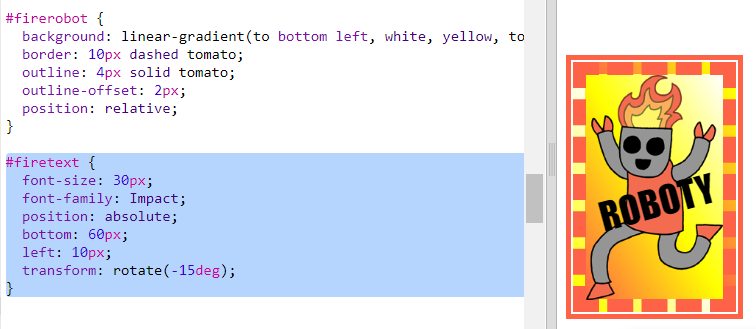 #firerobot {
background: linear-gradient(to bottom left, white, yellow, to
border: 10px dashed tomato;
outline: 4px solid tomato;
outline-offset: 2px;
position: relative;
}
#firetext {
font-size: 30px;
font-family: Impact;
position: absolute;
bottom: 60px;
left: 10px;
transform: rotate(-15deg);
}
ROBOTY